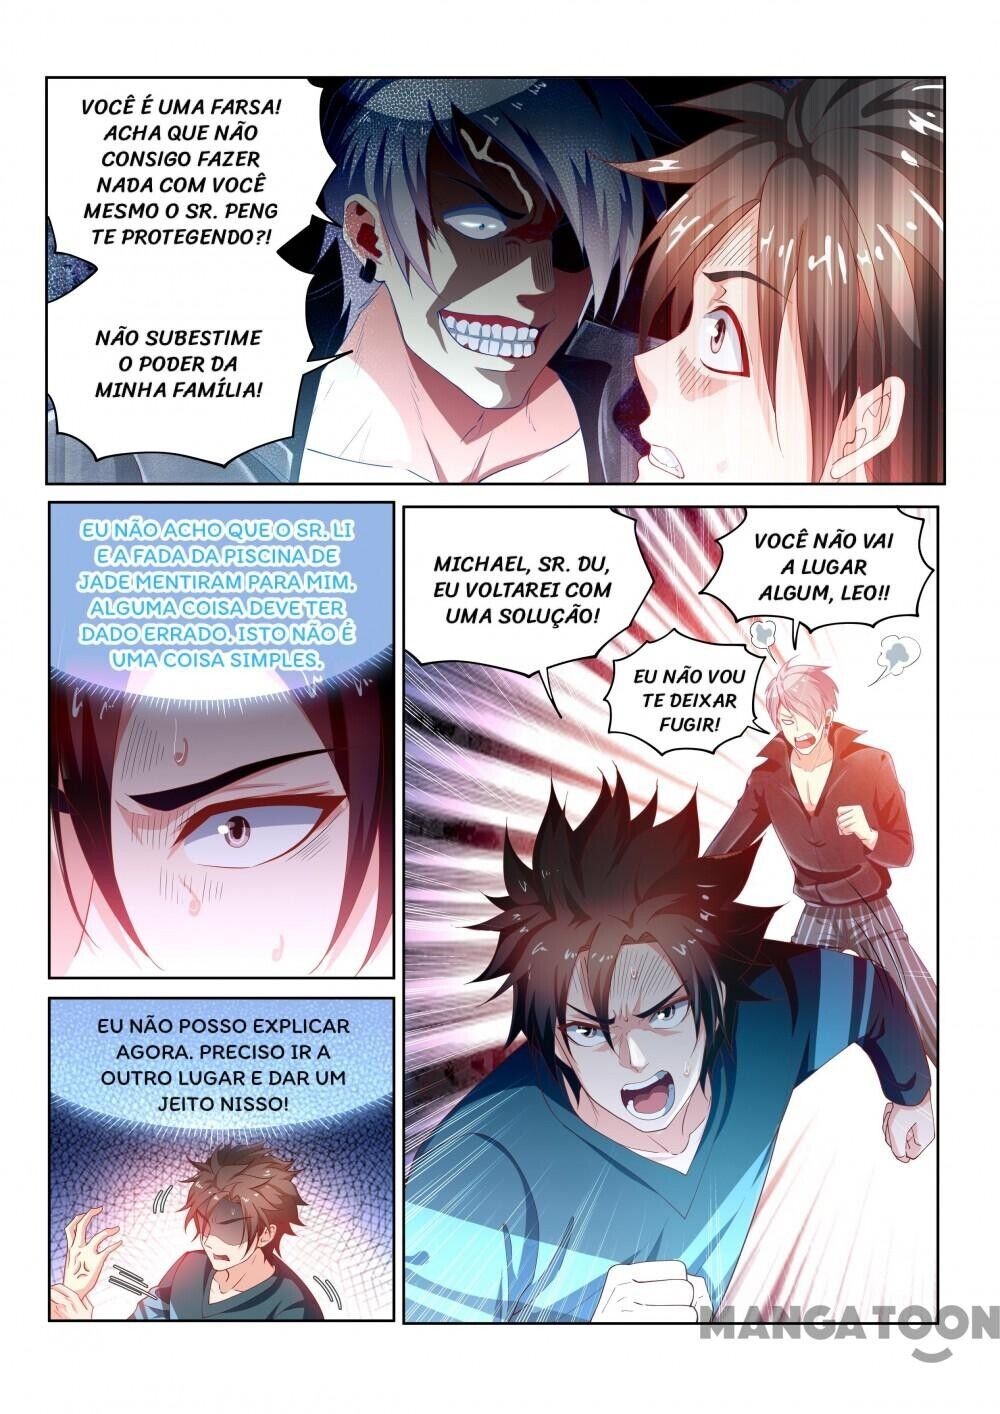 VOCÊ É UMA FARSA!
ACHA QUE NÃO
CONSIGO FAZER
NADA COM VOCÊ
MESMO O SR. PENG
TE PROTEGENDO?!
NÃO SUBESTIME
O PODER DA
MINHA FAMÍLIA!
EU NÃO ACHO QUE O SR. LI
E A FADA DA PISCINA DE
JADE MENTIRAM PARA MIM.
ALGUMA COISA DEVE TER
DADO ERRADO. ISTO NÃO É
UMA COISA SIMPLES.
EU NÃO POSSO EXPLICAR
AGORA. PRECISO IR A
OUTRO LUGAR E DAR UM
JEITO NISSO!
MICHAEL, SR. DU,
EU VOLTAREI COM
UMA SOLUÇÃO!
VOCÊ NÃO VAI
A LUGAR
ALGUM, LEO!!
EU NÃO VOU
TE DEIXAR
FUGIR!
MANGATOON